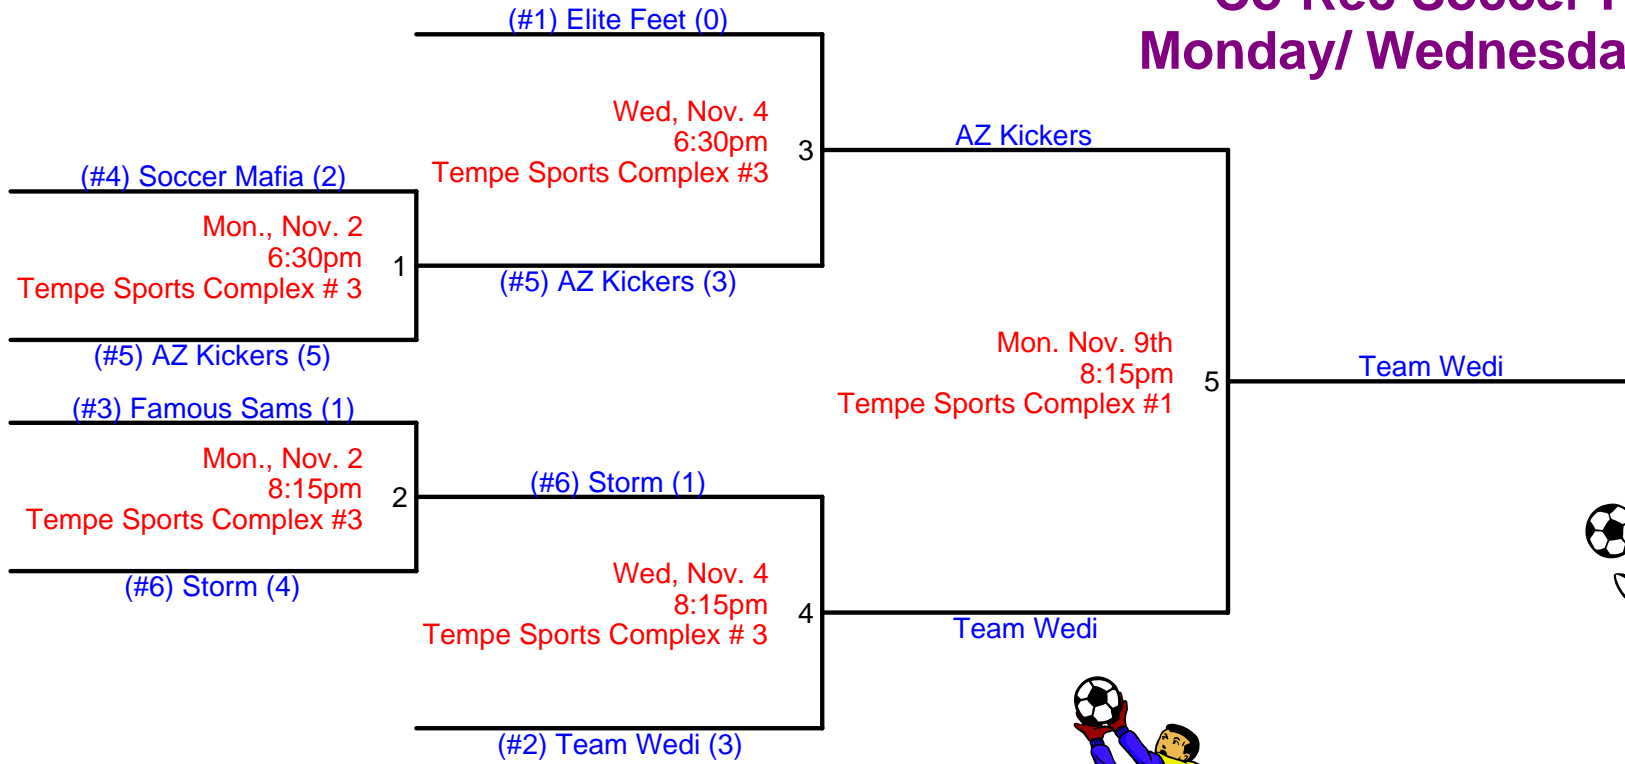 Monday/
(#1) Elite Feet (0)
Wed, Nov. 4
6:30pm
Tempe Sports Complex #3
3
AZ Kickers
(#4) Soccer Mafia (2)
Mon., Nov. 2
6:30pm
Tempe Sports Complex # 3
1
(#5) AZ Kickers (3)
(#5) AZ Kickers (5)
Mon. Nov. 9th
8:15pm
Tempe Sports Complex #1
5
Team Wedi
(#3) Famous Sams (1)
Mon., Nov. 2
8:15pm
Tempe Sports Complex #3
2
(#6) Storm (1)
(#6) Storm (4)
Wed, Nov. 4
8:15pm
Tempe Sports Complex # 3
4
Team Wedi
(#2) Team Wedi (3)